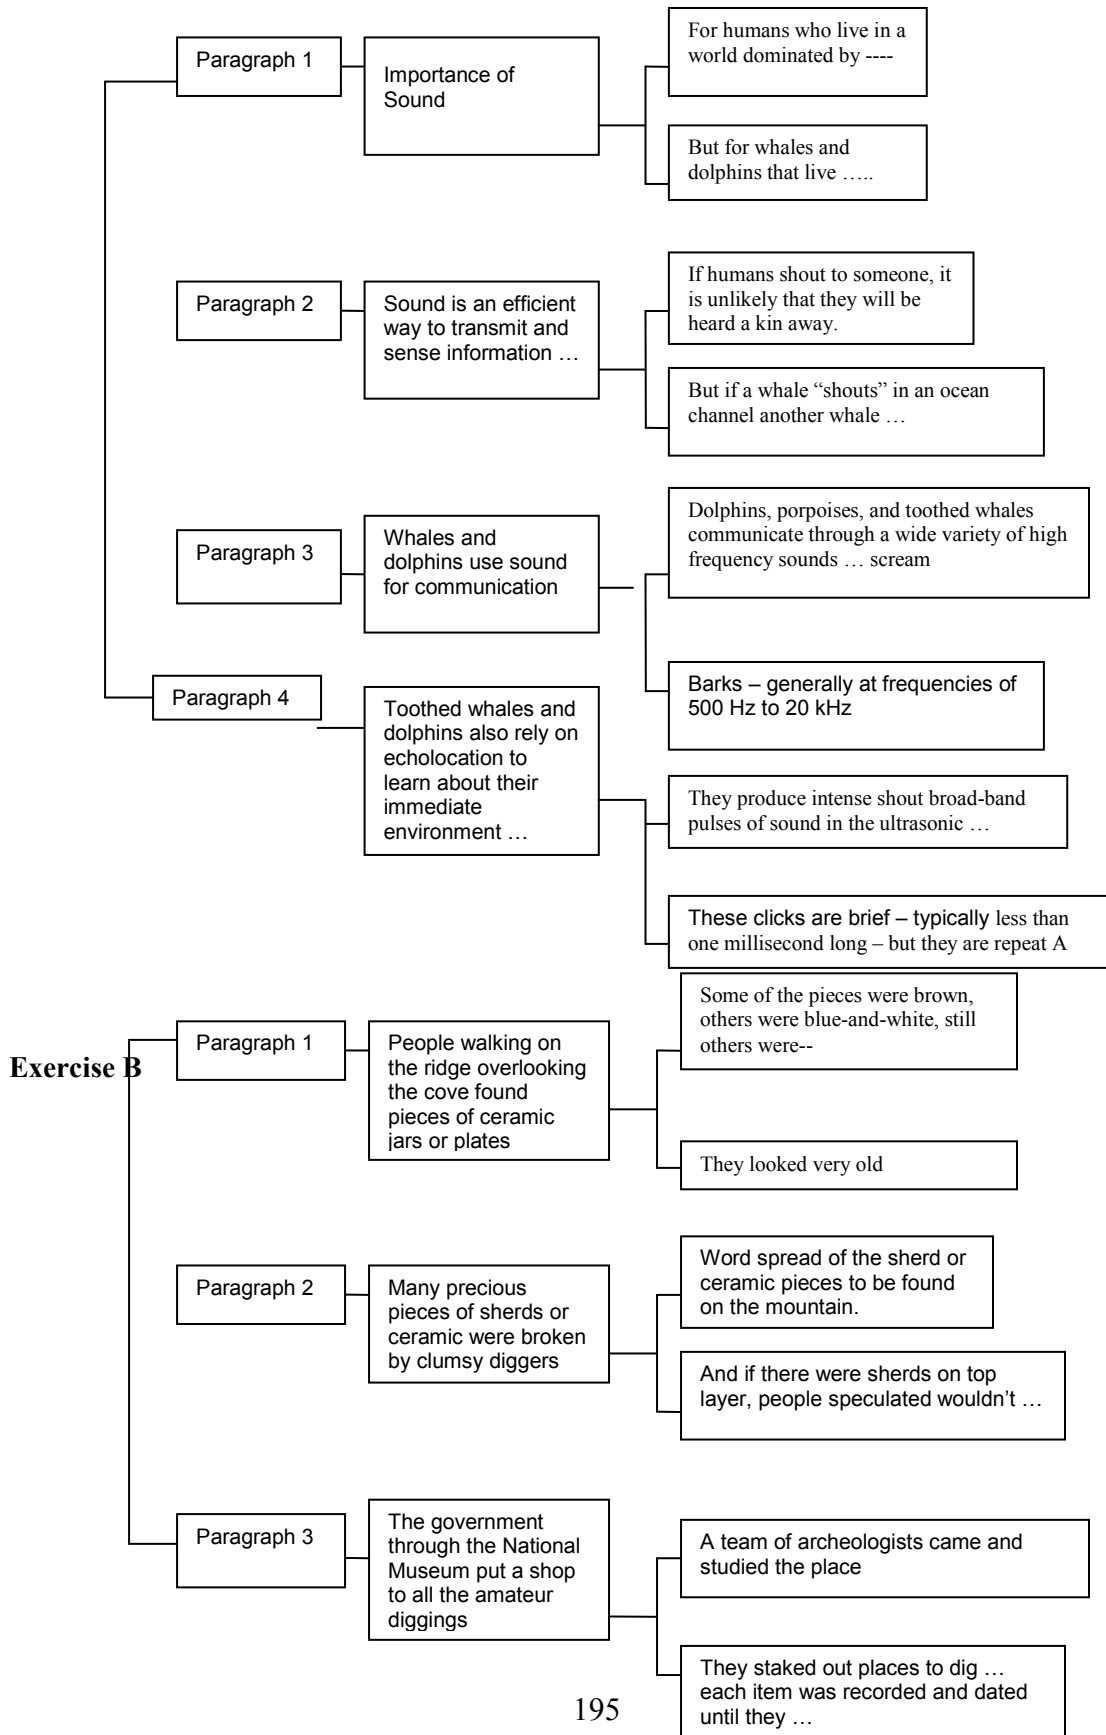 Paragraph 1
Importance of
Sound
For humans who live in a
world dominated by ----
But for whales and
dolphins that live …..
Paragraph 2
Sound is an efficient
way to transmit and
sense information …
If humans shout to someone, it
is unlikely that they will be
heard a kin away.
But if a whale “shouts” in an ocean
channel another whale …
Paragraph 3
Whales and
dolphins use sound
for communication
Dolphins, porpoises, and toothed whales
communicate through a wide variety of high
frequency sounds … scream
Barks – generally at frequencies of
500 Hz to 20 kHz
Paragraph 4
Toothed whales and
dolphins also rely on
echolocation to
learn about their
immediate
environment …
They produce intense shout broad-band
pulses of sound in the ultrasonic …
These clicks are brief – typically less than
one millisecond long – but they are repeat A
Exercise B
Paragraph 1
People walking on
the ridge overlooking
the cove found
pieces of ceramic
jars or plates
Some of the pieces were brown,
others were blue-and-white, still
others were--
They looked very old
Paragraph 2
Many precious
pieces of sherds or
ceramic were broken
by clumsy diggers
Word spread of the sherd or
ceramic pieces to be found
on the mountain.
And if there were sherds on top
layer, people speculated wouldn’t …
Paragraph 3
The government
through the National
Museum put a shop
to all the amateur
diggings
A team of archeologists came and
studied the place
They staked out places to dig …
each item was recorded and dated
until they …
195